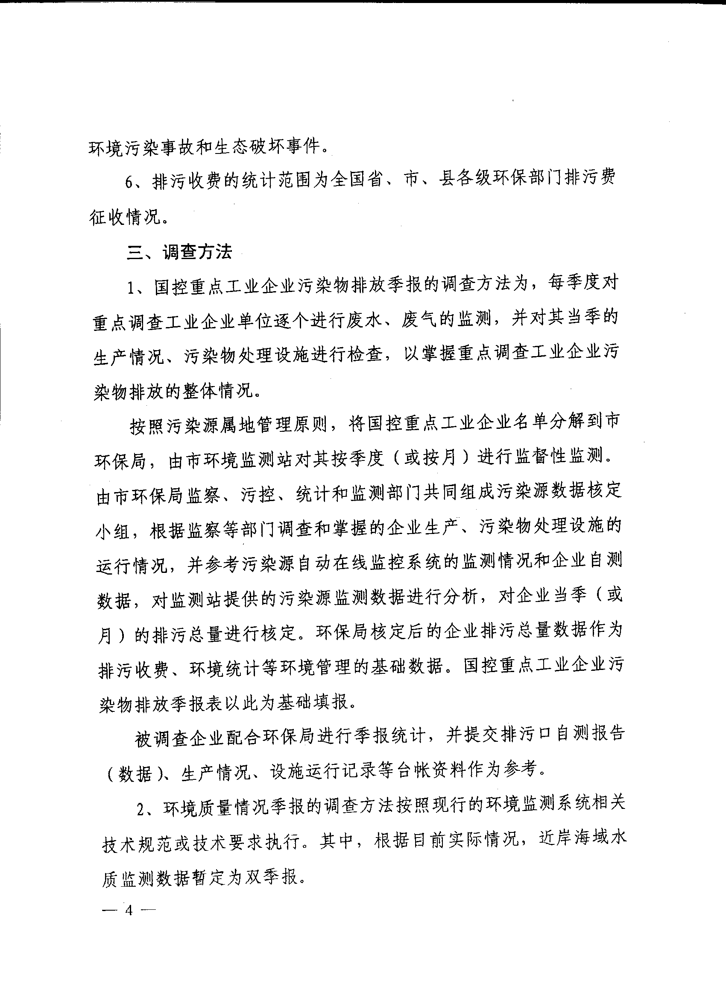 环境污染事故和生态破坏事件。
6、排污收费的统计范围为全国省、市、县各级环保部门排污费
征收情况。
三、调查方法
1、国控重点工业企业污染物排放季报的调查方法为，每季度对
重点调查工业企业单位逐个进行废水、废气的监测，并对其当季的
生产情况、污染物处理设施进行检查，以掌握重点调查工业企业污
染物排放的整体情况。
按照污染源属地管理原则，将国控重点工业企业名单分解到市
环保局，由市环境监测站对其按季度（或按月）进行监督性监测。
由市环保局监察、污控、统计和监测部门共同组成污染源数据核定
小组，根据监察等部门调查和掌握的企业生产、污染物处理设施的
运行情况，并参考污染源自动在线监控系统的监测情况和企业自测
数据，对监测站提供的污染源监测数据进行分析，对企业当季（或
月）的排污总量进行核定。环保局核定后的企业排污总量数据作为
排污收费、环境统计等环境管理的基础数据。国控重点工业企业污
染物排放季报表以此为基础填报。
被调查企业配合环保局进行季报统计，并提交排污口自测报告
（数据）、生产情况、设施运行记录等台帐资料作为参考。
2、环境质量情况季报的调查方法按照现行的环境监测系统相关
技术规范或技术要求执行。其中，根据目前实际情况，近岸海域水
质监测数据暂定为双季报。
— 4 —